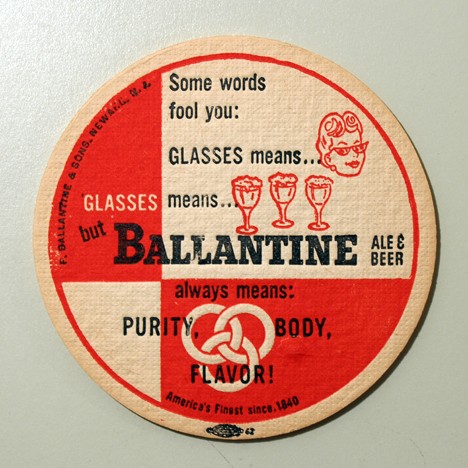 P. BALLANTINE & SONS, NEWARK, N. J.
Some words
fool you:
GLASSES means...
GLASSES means...
but BALLANTINE ALE &
BEER
always means:
PURITY, BODY,
FLAVOR!
America's Finest since 1840
62